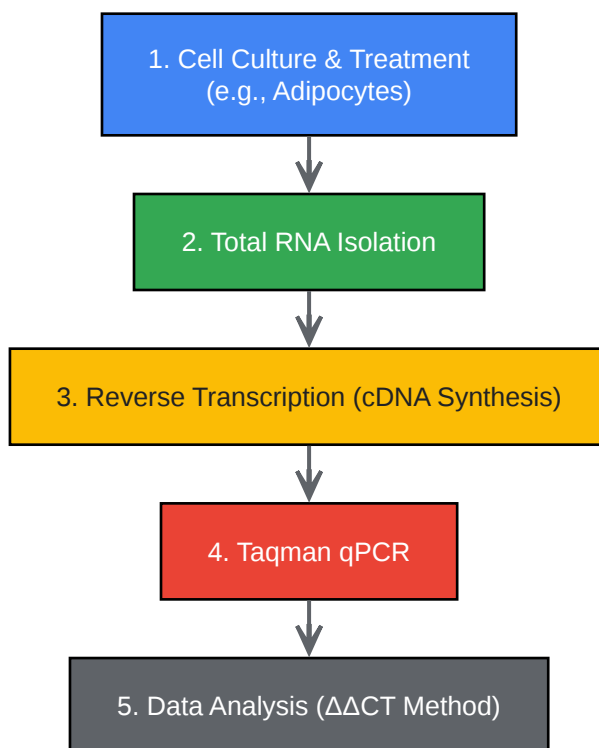 1. Cell Culture & Treatment
(e.g., Adipocytes)
2. Total RNA Isolation
3. Reverse Transcription (cDNA Synthesis)
4. Taqman qPCR
5. Data Analysis (ΔΔCT Method)